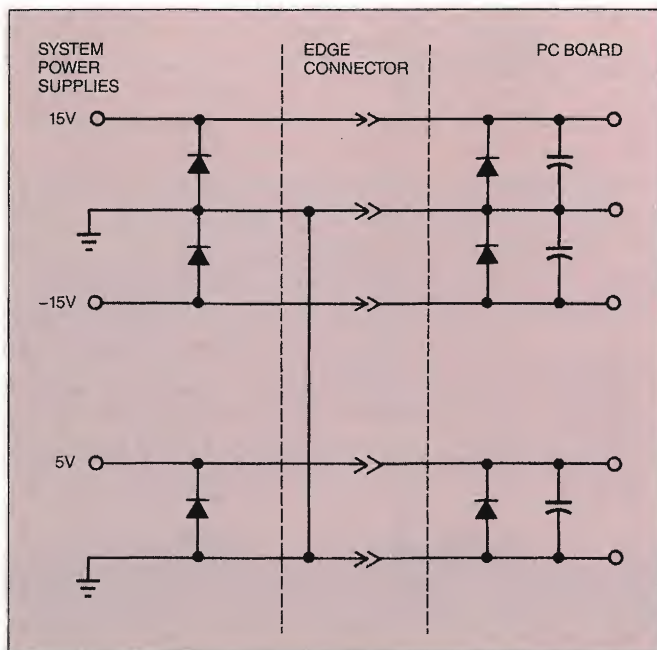 SYSTEM
POWER
SUPPLIES
EDGE
CONNECTOR
PC BOARD
15V
–15V
5V